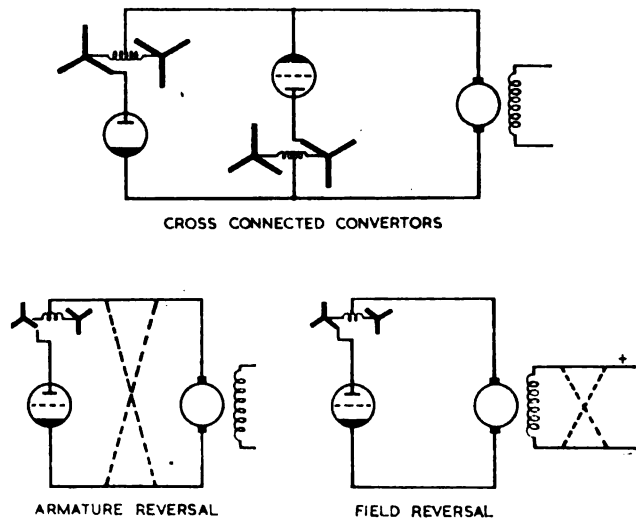 CROSS CONNECTED CONVERTORS
+
-
ARMATURE REVERSAL
FIELD REVERSAL